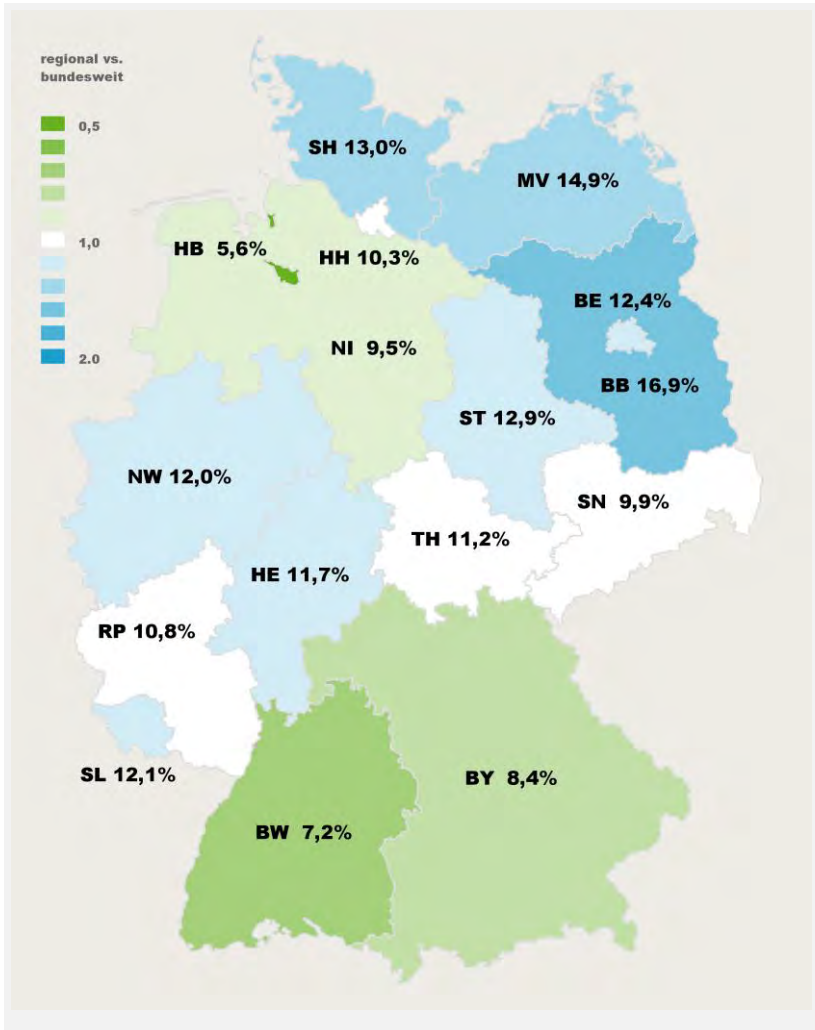 regional vs.
bundesweit
0,5
1,0
2.0
SH 13,0%
MV 14,9%
HB 5,6%
HH 10,3%
BE 12,4%
NI 9,5%
BB 16,9%
ST 12,9%
NW 12,0%
SN 9,9%
TH 11,2%
HE 11,7%
RP 10,8%
SL 12,1%
BY 8,4%
BW 7,2%